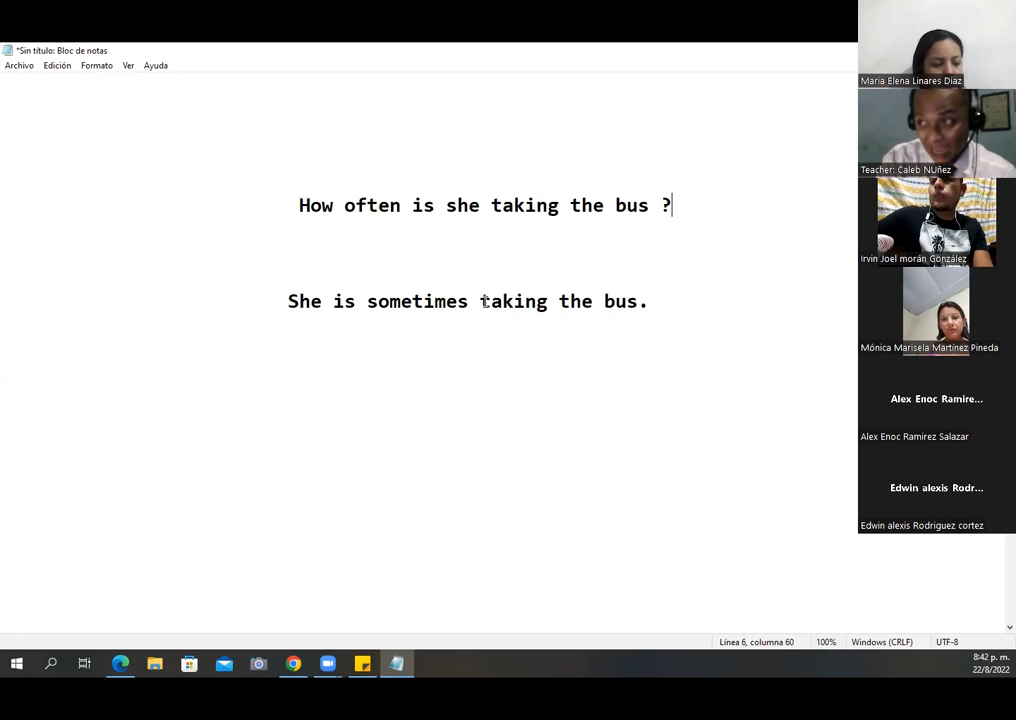 *Sin título: Bloc de notas
Archivo Edición Formato Ver Ayuda
How often is she taking the bus ?
She is sometimes taking the bus.
María Elena Linares Díaz
Teacher: Caleb NUñez
Irvin Joel morán González
Mónica Marisela Martínez Pineda
Alex Enoc Ramire...
Alex Enoc Ramirez Salazar
Edwin alexis Rodr...
Edwin alexis Rodriguez cortez
Línea 6, columna 60 100% Windows (CRLF) UTF-8
8:42 p. m.
22/8/2022